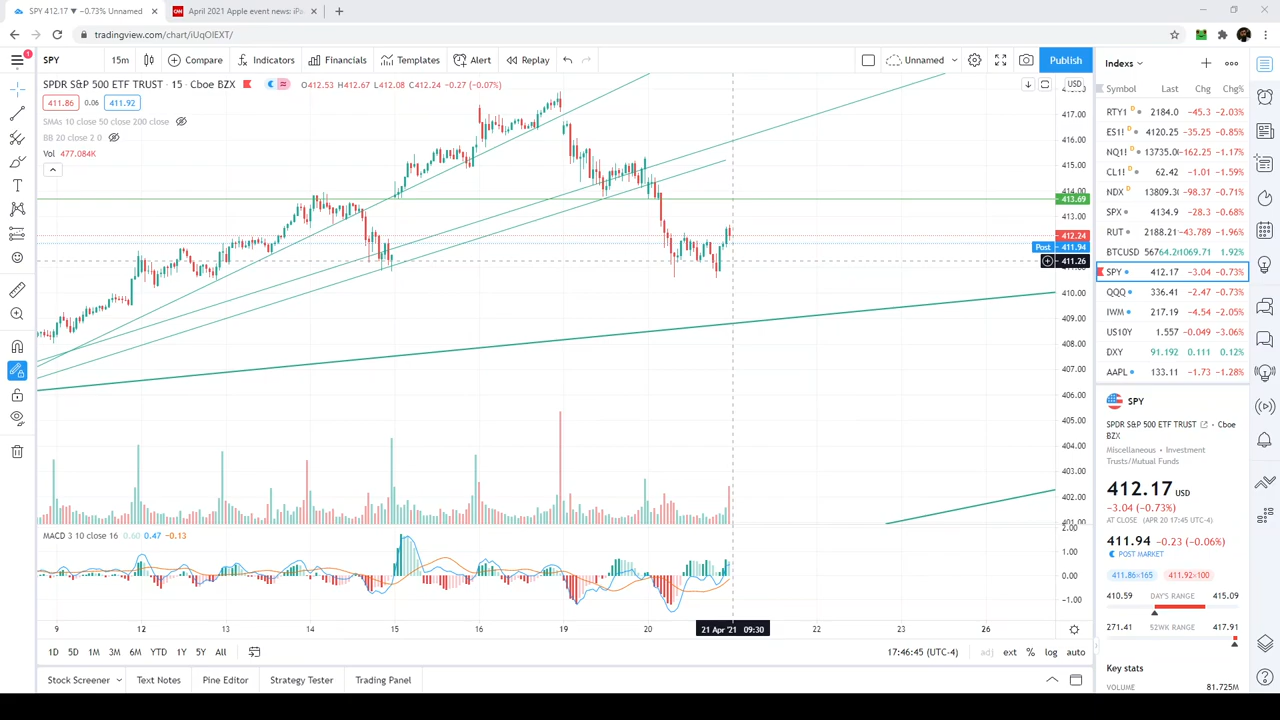 SPY 412.17 ▼ −0.73% Unnamed
April 2021 Apple event news: iPa
tradingview.com/chart/iUqOIEXT/
SPY 15m Compare Indicators Financials Templates Alert Replay Unnamed Publish
SPDR S&P 500 ETF TRUST · 15 · Cboe BZX O412.53 H412.67 L412.08 C412.24 −0.27 (−0.07%)
411.86 0.06 411.92
SMAs 10 close 50 close 200 close
BB 20 close 2 0
Vol 477.084K
USD
417.00
416.00
415.00
414.00
413.69
413.00
412.24
Post 411.94
411.26
410.00
409.00
408.00
407.00
406.00
405.00
404.00
403.00
402.00
401.00
MACD 3 10 close 16 0.60 0.47 −0.13
2.00
1.00
0.00
−1.00
9 12 13 14 15 16 19 20 21 Apr '21 09:30 22 23 26
1D 5D 1M 3M 6M YTD 1Y 5Y All 17:46:45 (UTC-4) adj ext % log auto
Stock Screener Text Notes Pine Editor Strategy Tester Trading Panel
Indexs
Symbol Last Chg Chg%
RTY1 D 2184.0 −45.3 −2.03%
ES1! D 4120.25 −35.25 −0.85%
NQ1! D 13735.0 −162.25 −1.17%
CL1! D 62.42 −1.01 −1.59%
NDX 13809.3 −98.37 −0.71%
SPX 4134.9 −28.3 −0.68%
RUT 2188.21 −43.789 −1.96%
BTCUSD 56764.2 1069.71 1.92%
SPY 412.17 −3.04 −0.73%
QQQ 336.41 −2.47 −0.73%
IWM 217.19 −4.54 −2.05%
US10Y 1.557 −0.049 −3.06%
DXY 91.192 0.111 0.12%
AAPL 133.11 −1.73 −1.28%
SPY
SPDR S&P 500 ETF TRUST · Cboe
BZX
Miscellaneous · Investment
Trusts/Mutual Funds
412.17 USD
−3.04 (−0.73%)
AT CLOSE (APR 20 17:45 UTC-4)
411.94 −0.23 (−0.06%)
POST MARKET
411.86×165 411.92×100
410.59 DAY'S RANGE 415.09
271.41 52WK RANGE 417.91
Key stats
VOLUME 81.725M